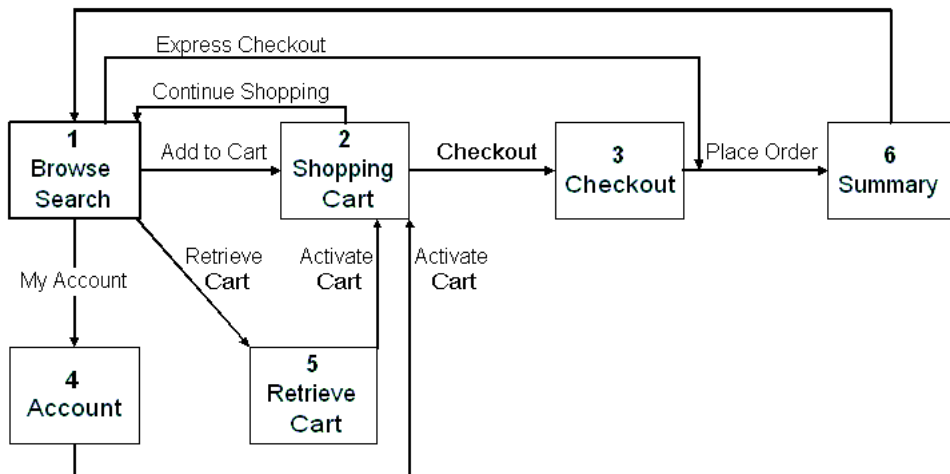 Express Checkout
Continue Shopping
1
Browse
Search
Add to Cart
2
Shopping
Cart
Checkout
3
Checkout
Place Order
6
Summary
My Account
Retrieve
Cart
Activate
Cart
Activate
Cart
4
Account
5
Retrieve
Cart